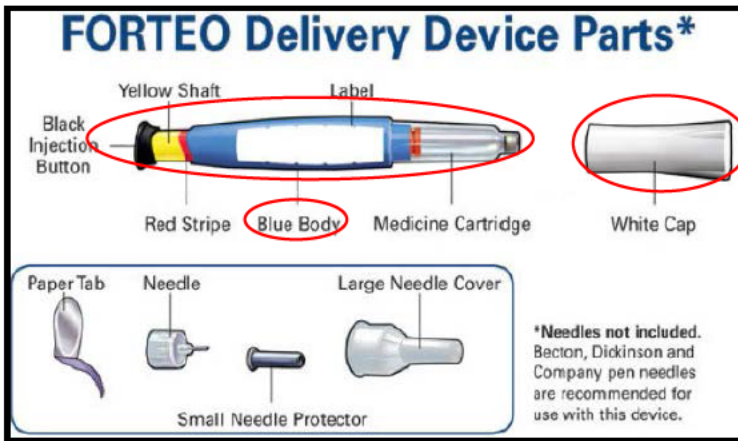 FORTEO Delivery Device Parts*
Yellow Shaft
Label
Black
Injection
Button
Red Stripe
Blue Body
Medicine Cartridge
White Cap
Paper Tab
Needle
Large Needle Cover
Small Needle Protector
*Needles not included.
Becton, Dickinson and
Company pen needles
are recommended for
use with this device.